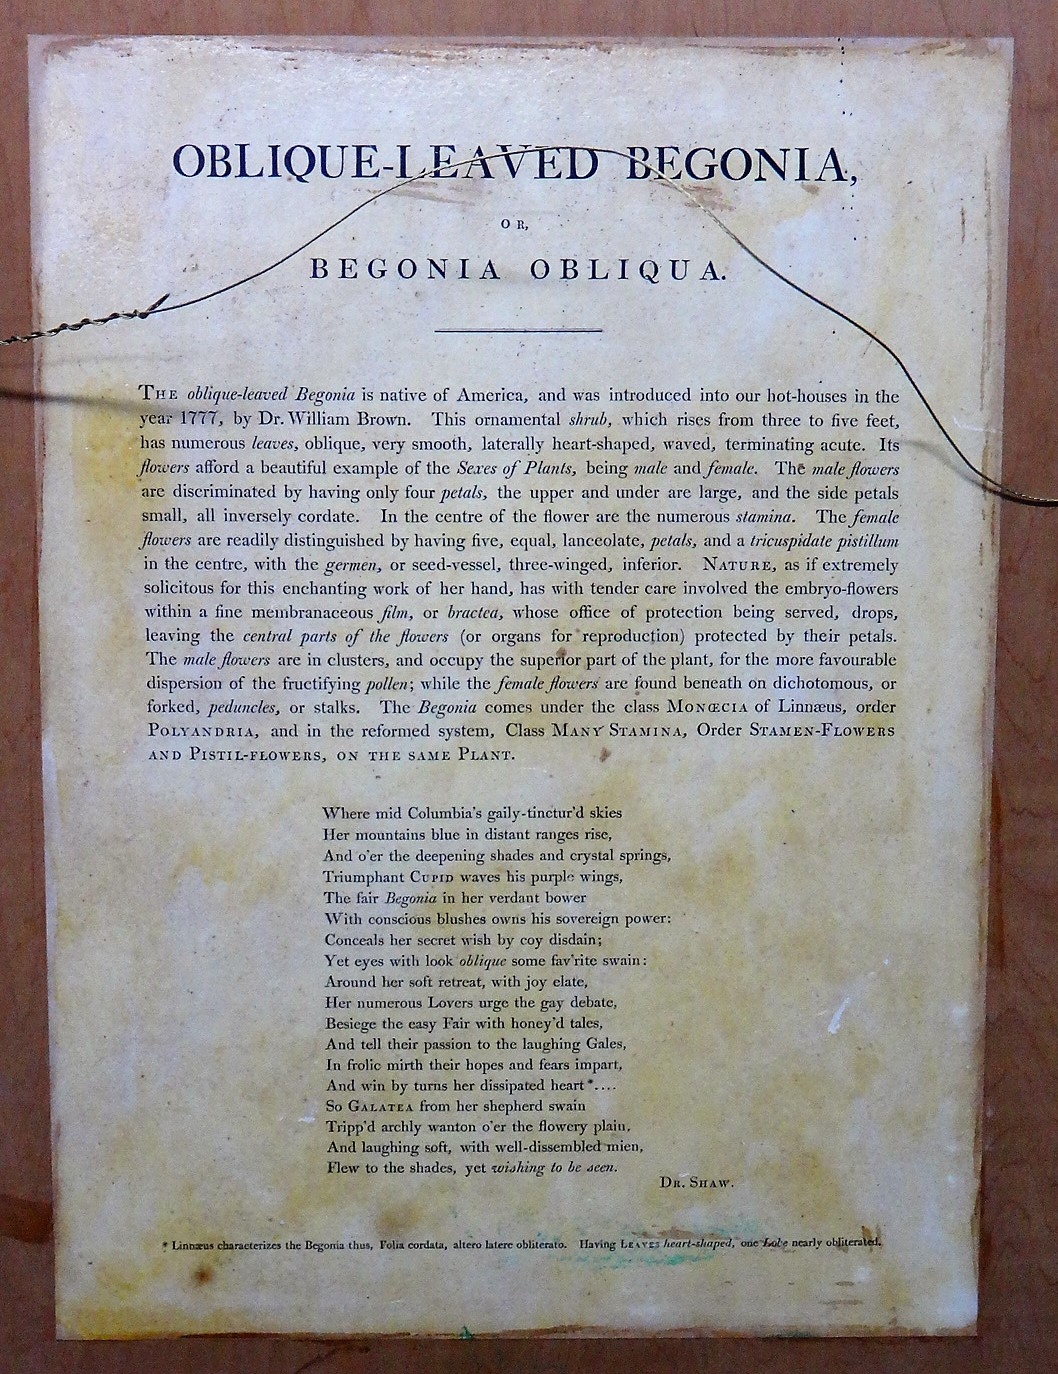 OBLIQUE-LEAVED BEGONIA,
OR,
BEGONIA OBLIQUA.
THE oblique-leaved Begonia is native of America, and was introduced into our hot-houses in the
year 1777, by Dr. William Brown. This ornamental shrub, which rises from three to five feet,
has numerous leaves, oblique, very smooth, laterally heart-shaped, waved, terminating acute. Its
flowers afford a beautiful example of the Sexes of Plants, being male and female. The male flowers
are discriminated by having only four petals, the upper and under are large, and the side petals
small, all inversely cordate. In the centre of the flower are the numerous stamina. The female
flowers are readily distinguished by having five, equal, lanceolate, petals, and a tricuspidate pistillum
in the centre, with the germen, or seed-vessel, three-winged, inferior. NATURE, as if extremely
solicitous for this enchanting work of her hand, has with tender care involved the embryo-flowers
within a fine membranaceous film, or bractea, whose office of protection being served, drops,
leaving the central parts of the flowers (or organs for reproduction) protected by their petals.
The male flowers are in clusters, and occupy the superior part of the plant, for the more favourable
dispersion of the fructifying pollen; while the female flowers are found beneath on dichotomous, or
forked, peduncles, or stalks. The Begonia comes under the class MONŒCIA of Linnæus, order
POLYANDRIA, and in the reformed system, Class MANY STAMINA, Order STAMEN-FLOWERS
AND PISTIL-FLOWERS, ON THE SAME PLANT.
Where mid Columbia's gaily-tinctur'd skies
Her mountains blue in distant ranges rise,
And o'er the deepening shades and crystal springs,
Triumphant CUPID waves his purple wings,
The fair Begonia in her verdant bower
With conscious blushes owns his sovereign power:
Conceals her secret wish by coy disdain;
Yet eyes with look oblique some fav'rite swain:
Around her soft retreat, with joy elate,
Her numerous Lovers urge the gay debate,
Besiege the easy Fair with honey'd tales,
And tell their passion to the laughing Gales,
In frolic mirth their hopes and fears impart,
And win by turns her dissipated heart *....
So GALATEA from her shepherd swain
Tripp'd archly wanton o'er the flowery plain,
And laughing soft, with well-dissembled mien,
Flew to the shades, yet wishing to be seen.
DR. SHAW.
* Linnæus characterizes the Begonia thus, Folia cordata, altero latere obliterato. Having LEAVES heart-shaped, one Lobe nearly obliterated.